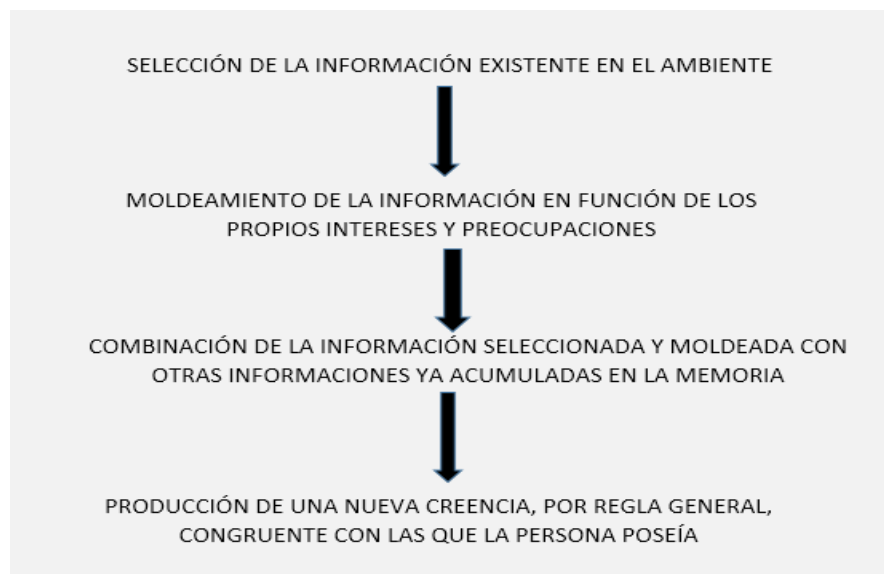 SELECCIÓN DE LA INFORMACIÓN EXISTENTE EN EL AMBIENTE
MOLDEAMIENTO DE LA INFORMACIÓN EN FUNCIÓN DE LOS
PROPIOS INTERESES Y PREOCUPACIONES
COMBINACIÓN DE LA INFORMACIÓN SELECCIONADA Y MOLDEADA CON
OTRAS INFORMACIONES YA ACUMULADAS EN LA MEMORIA
PRODUCCIÓN DE UNA NUEVA CREENCIA, POR REGLA GENERAL,
CONGRUENTE CON LAS QUE LA PERSONA POSEÍA